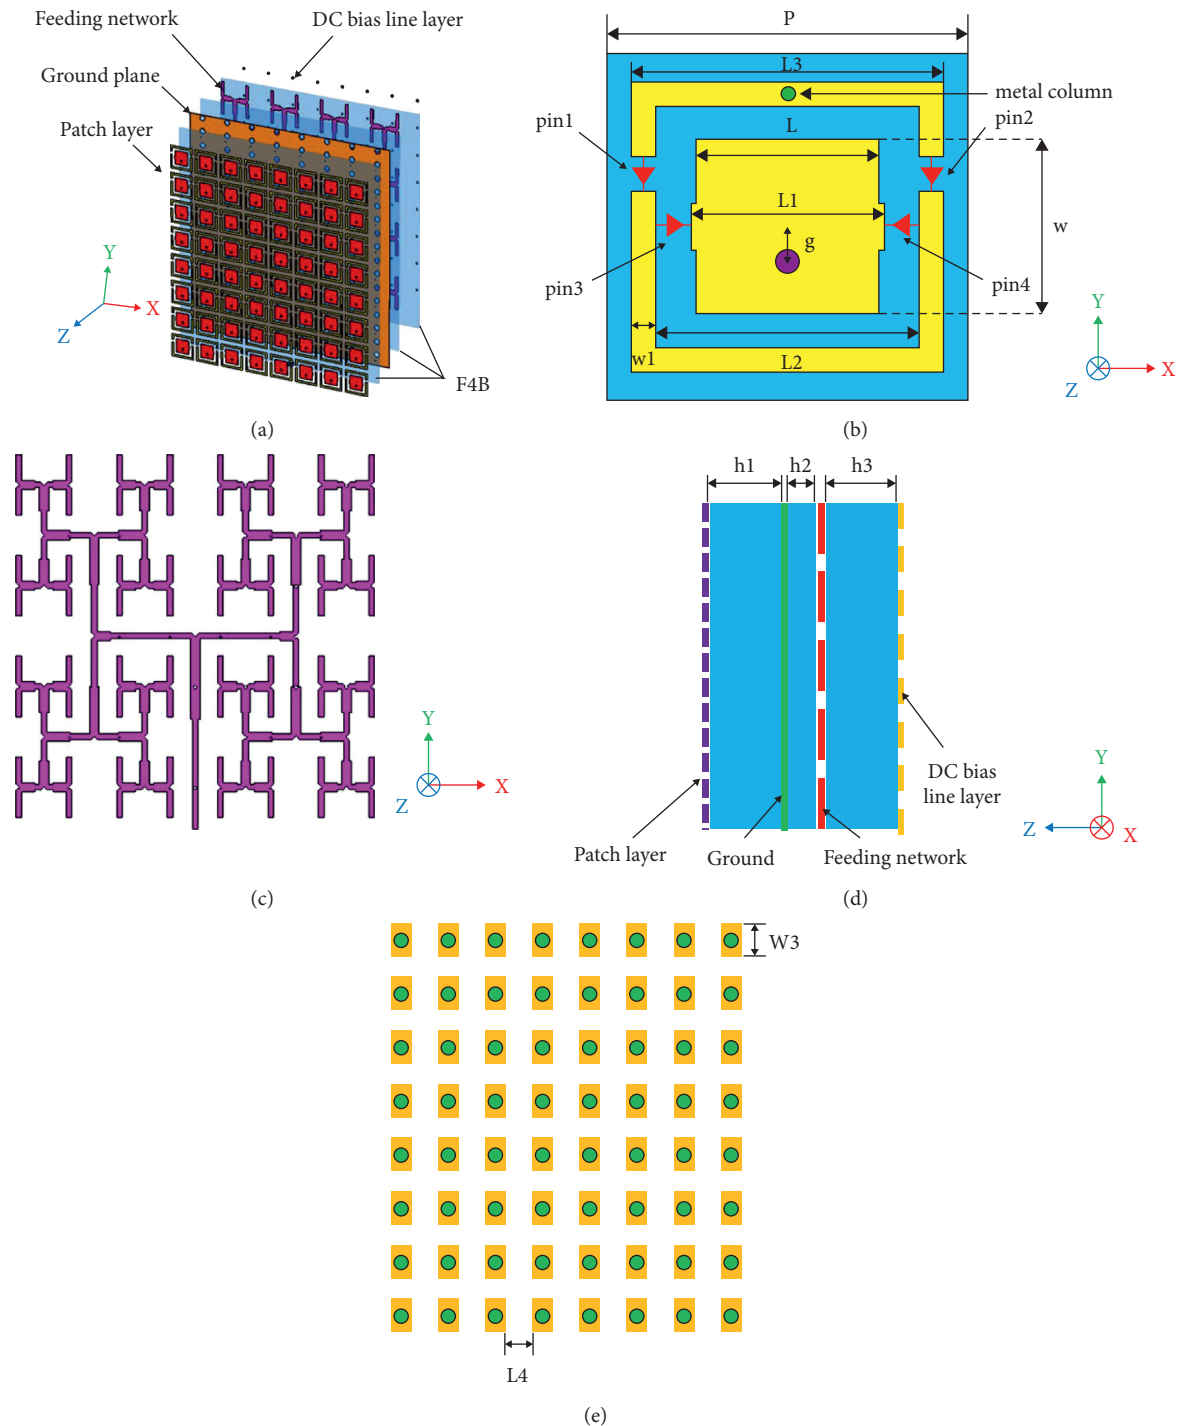 Feeding network
DC bias line layer
Ground plane
Patch layer
Y
X
Z
F4B
(a)
P
L3
metal column
pin1
pin2
L
L1
w
g
pin3
pin4
w1
L2
Y
X
Z
(b)
Y
X
Z
(c)
h1
h2
h3
DC bias
line layer
Patch layer
Ground
Feeding network
Y
Z
X
(d)
W3
L4
(e)